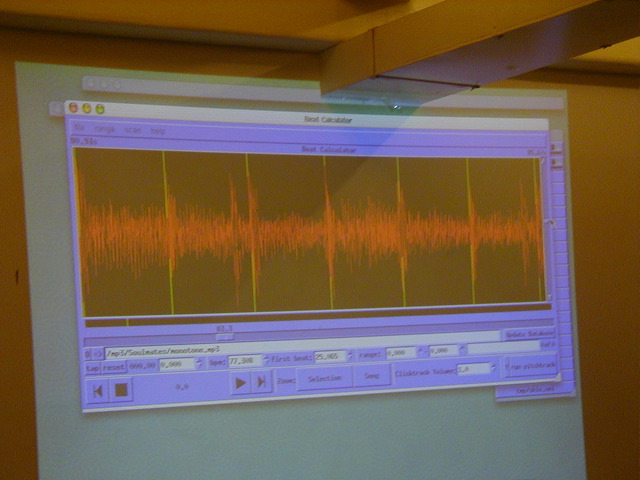 Beat Calculator
file range scan help
Beat Calculator
Update Database
/mp3/Soulmates/monotone.mp3
tap reset 000,00 0,000 bpm: 77,908 first beat: 25,065 range: 0,000 - 0,000
0,0 Zoom: Selection Song Clicktrack Volume: 1,0